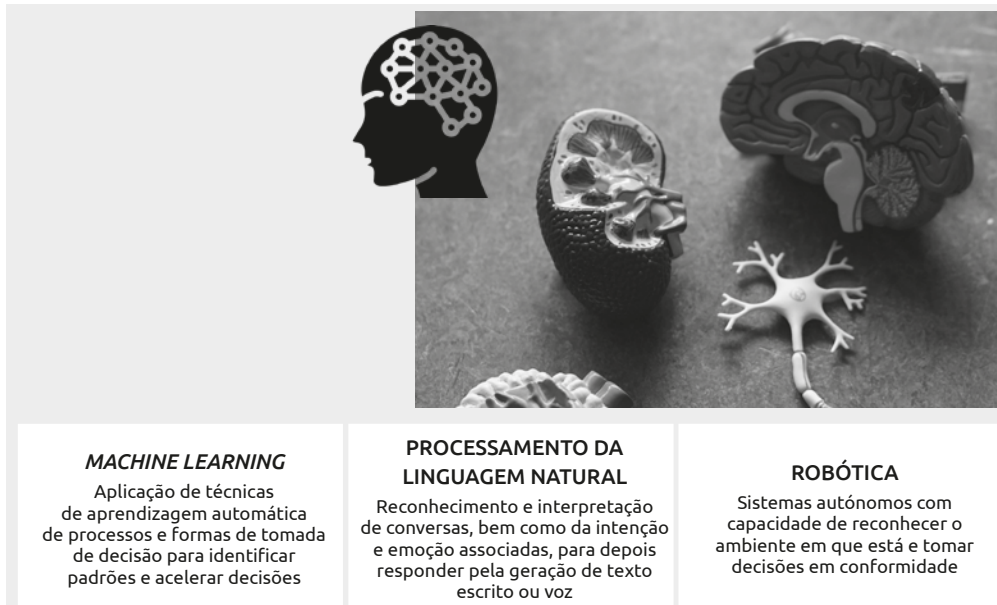 MACHINE LEARNING
Aplicação de técnicas
de aprendizagem automática
de processos e formas de tomada
de decisão para identificar
padrões e acelerar decisões
PROCESSAMENTO DA
LINGUAGEM NATURAL
Reconhecimento e interpretação
de conversas, bem como da intenção
e emoção associadas, para depois
responder pela geração de texto
escrito ou voz
ROBÓTICA
Sistemas autónomos com
capacidade de reconhecer o
ambiente em que está e tomar
decisões em conformidade